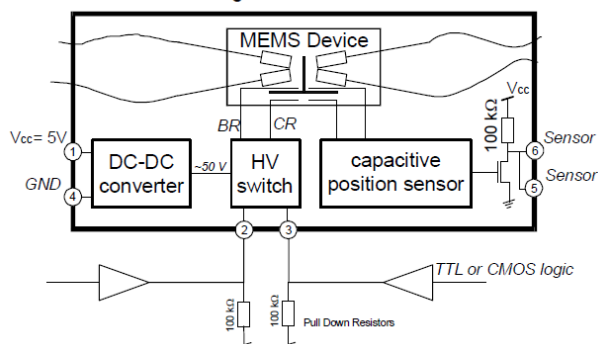 MEMS Device
Vcc
100 kΩ
BR
CR
Vcc= 5V
1
DC-DC
converter
~50 V
HV
switch
capacitive
position sensor
6
Sensor
GND
4
5
Sensor
2
3
TTL or CMOS logic
100 kΩ
100 kΩ
Pull Down Resistors